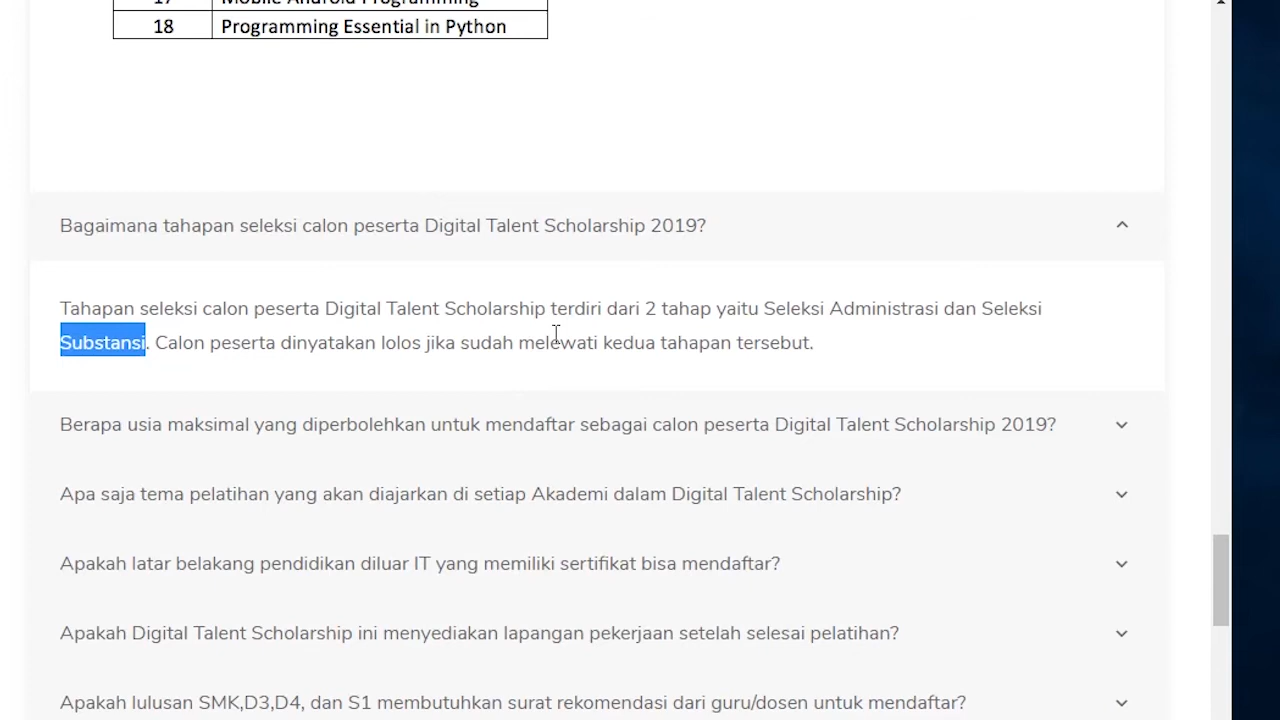 17 Mobile Android Programming
18 Programming Essential in Python
Bagaimana tahapan seleksi calon peserta Digital Talent Scholarship 2019?
Tahapan seleksi calon peserta Digital Talent Scholarship terdiri dari 2 tahap yaitu Seleksi Administrasi dan Seleksi
Substansi. Calon peserta dinyatakan lolos jika sudah melewati kedua tahapan tersebut.
Berapa usia maksimal yang diperbolehkan untuk mendaftar sebagai calon peserta Digital Talent Scholarship 2019?
Apa saja tema pelatihan yang akan diajarkan di setiap Akademi dalam Digital Talent Scholarship?
Apakah latar belakang pendidikan diluar IT yang memiliki sertifikat bisa mendaftar?
Apakah Digital Talent Scholarship ini menyediakan lapangan pekerjaan setelah selesai pelatihan?
Apakah lulusan SMK,D3,D4, dan S1 membutuhkan surat rekomendasi dari guru/dosen untuk mendaftar?